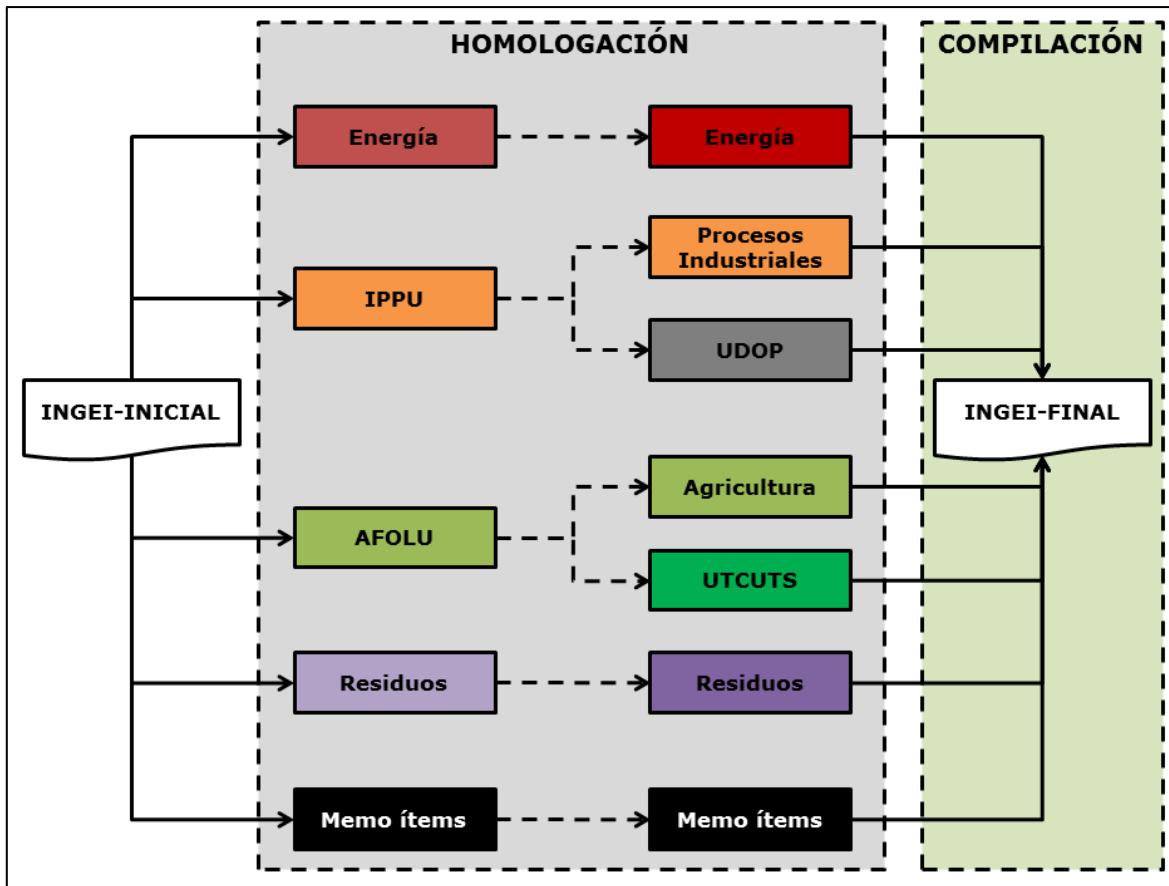 HOMOLOGACIÓN
COMPILACIÓN
Energía
Energía
Procesos
Industriales
IPPU
UDOP
INGEI-INICIAL
INGEI-FINAL
Agricultura
AFOLU
UTCUTS
Residuos
Residuos
Memo ítems
Memo ítems